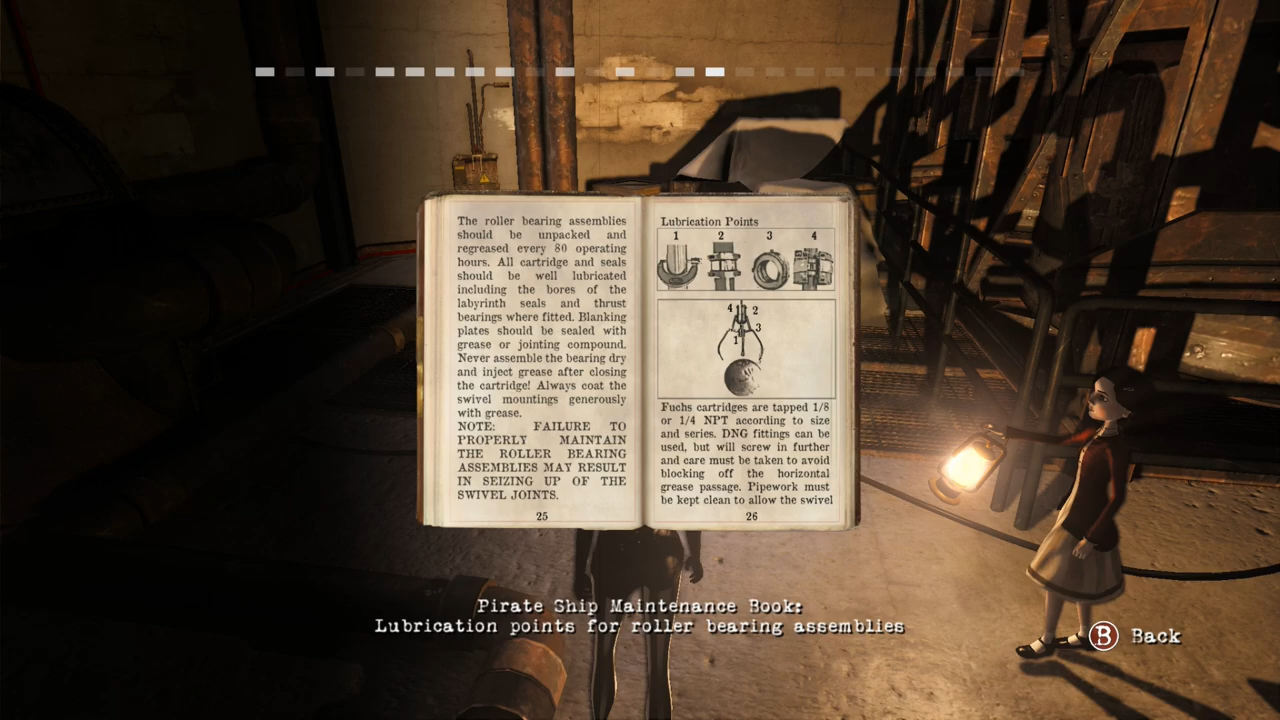 The roller bearing assemblies
should be unpacked and
regreased every 80 operating
hours. All cartridge and seals
should be well lubricated
including the bores of the
labyrinth seals and thrust
bearings where fitted. Blanking
plates should be sealed with
grease or jointing compound.
Never assemble the bearing dry
and inject grease after closing
the cartridge! Always coat the
swivel mountings generously
with grease.
NOTE: FAILURE TO
PROPERLY MAINTAIN
THE ROLLER BEARING
ASSEMBLIES MAY RESULT
IN SEIZING UP OF THE
SWIVEL JOINTS.
25
Lubrication Points
1 2 3 4
4 2
3
1
Fuchs cartridges are tapped 1/8
or 1/4 NPT according to size
and series. DNG fittings can be
used, but will screw in further
and care must be taken to avoid
blocking off the horizontal
grease passage. Pipework must
be kept clean to allow the swivel
26
Pirate Ship Maintenance Book:
Lubrication points for roller bearing assemblies
B Back